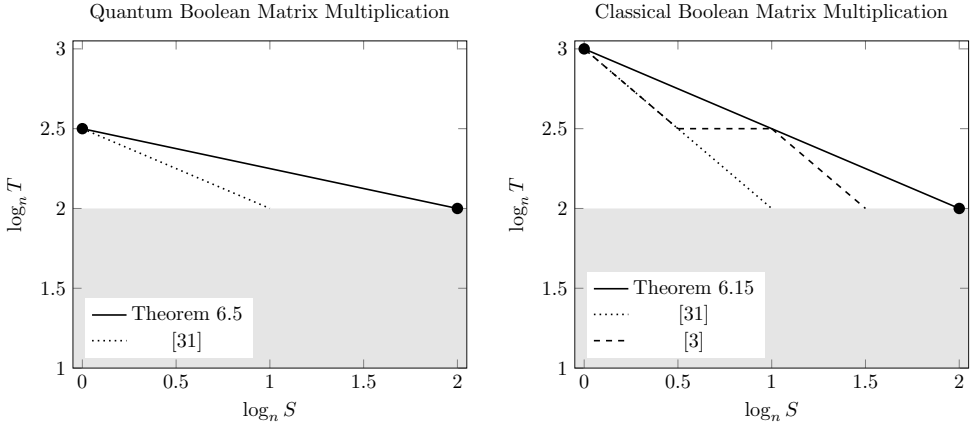 Quantum Boolean Matrix Multiplication
3
2.5
2
1.5
1
log_n T
Theorem 6.5
[31]
0 0.5 1 1.5 2
log_n S
Classical Boolean Matrix Multiplication
3
2.5
2
1.5
1
log_n T
Theorem 6.15
[31]
[3]
0 0.5 1 1.5 2
log_n S